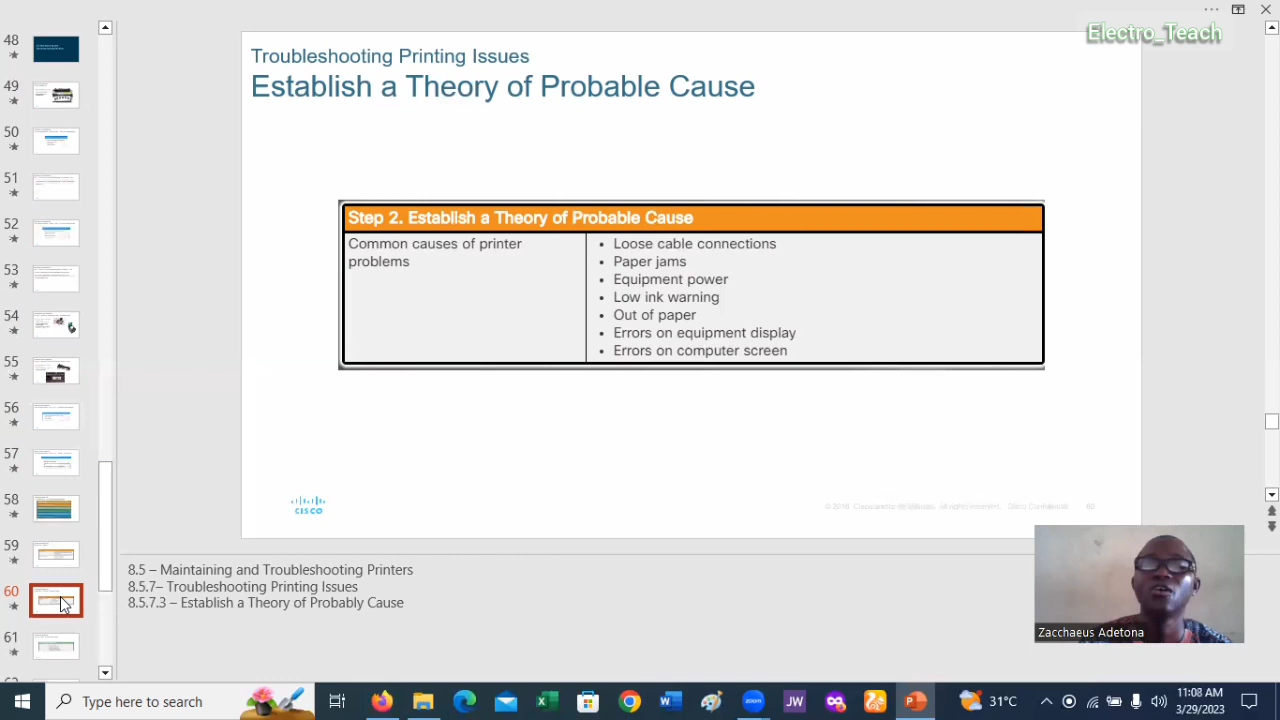 Electro_Teach
48
49
50
51
52
53
54
55
56
57
58
59
60
61
Troubleshooting Printing Issues
Establish a Theory of Probable Cause
Step 2. Establish a Theory of Probable Cause
Common causes of printer
problems
• Loose cable connections
• Paper jams
• Equipment power
• Low ink warning
• Out of paper
• Errors on equipment display
• Errors on computer screen
CISCO
8.5 – Maintaining and Troubleshooting Printers
8.5.7– Troubleshooting Printing Issues
8.5.7.3 – Establish a Theory of Probably Cause
Zacchaeus Adetona
Type here to search
zoom
JW
31°C
11:08 AM
3/29/2023